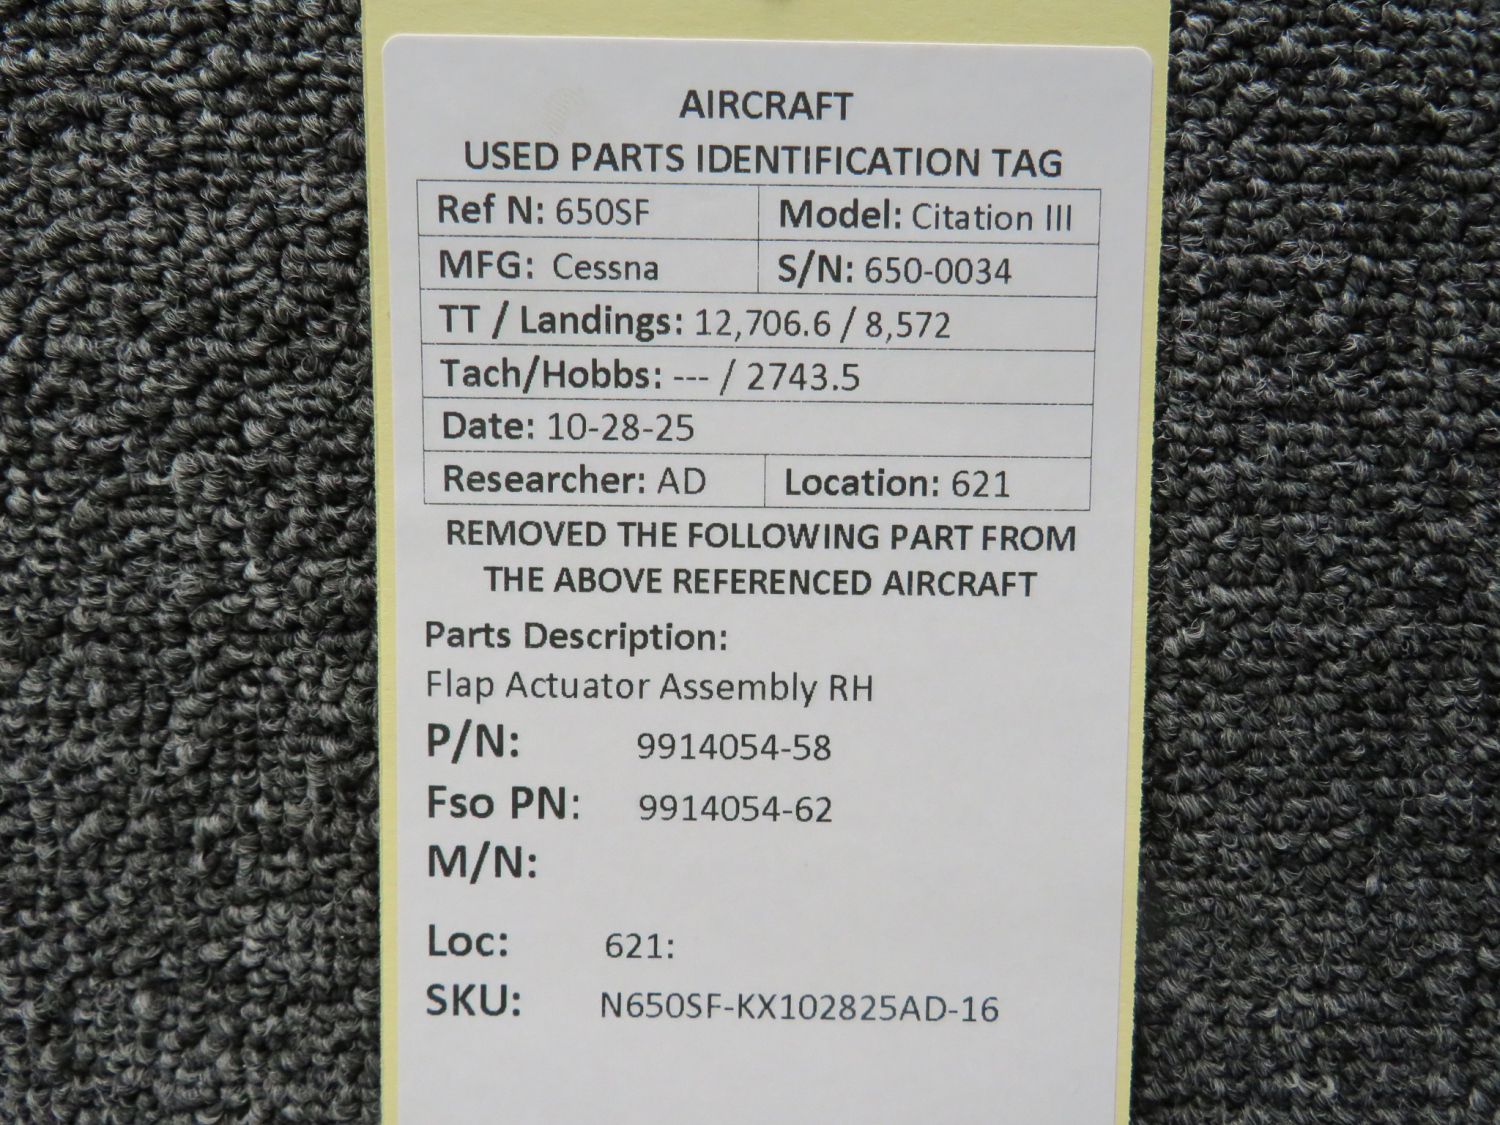 AIRCRAFT
USED PARTS IDENTIFICATION TAG
Ref N: 650SF Model: Citation III
MFG: Cessna S/N: 650-0034
TT / Landings: 12,706.6 / 8,572
Tach/Hobbs: --- / 2743.5
Date: 10-28-25
Researcher: AD Location: 621
REMOVED THE FOLLOWING PART FROM
THE ABOVE REFERENCED AIRCRAFT
Parts Description:
Flap Actuator Assembly RH
P/N: 9914054-58
Fso PN: 9914054-62
M/N:
Loc: 621:
SKU: N650SF-KX102825AD-16